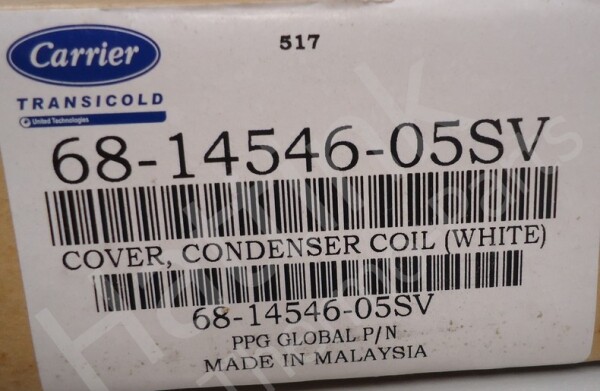 517
Carrier
TRANSICOLD
United Technologies
68-14546-05SV
COVER, CONDENSER COIL (WHITE)
68-14546-05SV
PPG GLOBAL P/N
MADE IN MALAYSIA